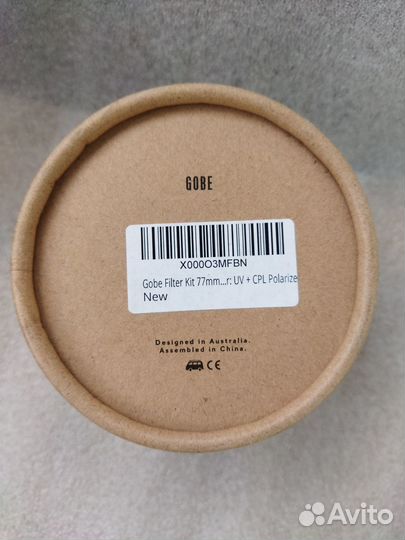 GOBE
X000O3MFBN
Gobe Filter Kit 77mm...r: UV + CPL Polarize
New
Designed in Australia.
Assembled in China.
CE
Avito